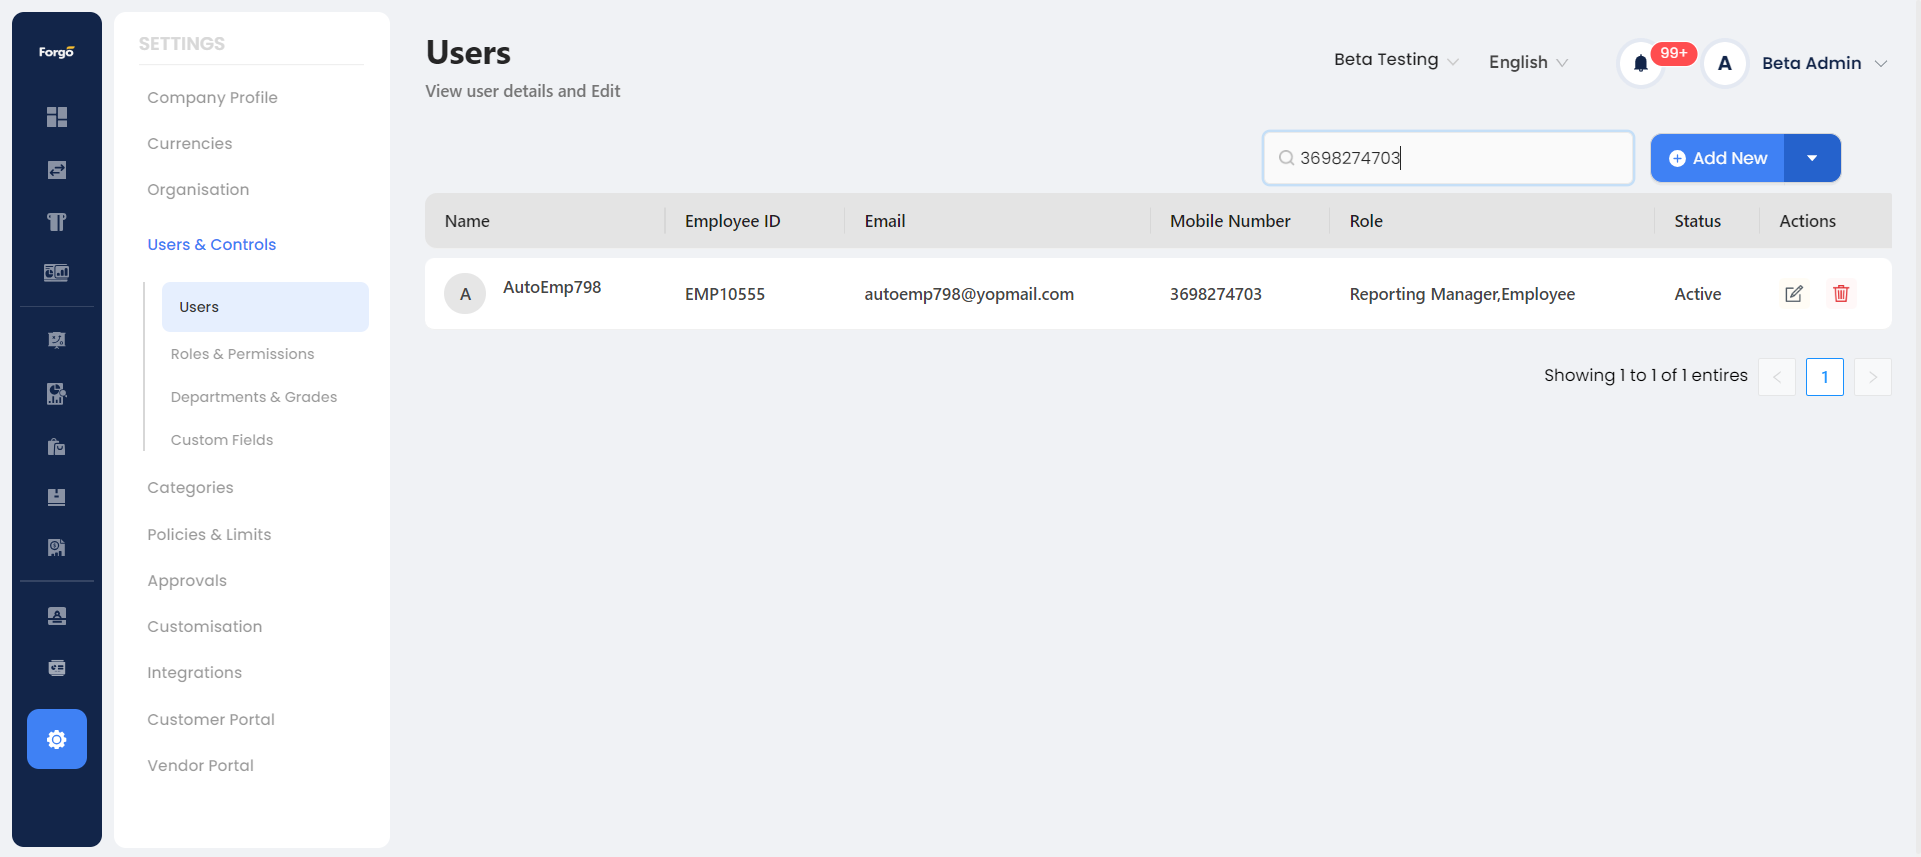 Forgo
SETTINGS
Company Profile
Currencies
Organisation
Users & Controls
Users
Roles & Permissions
Departments & Grades
Custom Fields
Categories
Policies & Limits
Approvals
Customisation
Integrations
Customer Portal
Vendor Portal
Users
View user details and Edit
Beta Testing
English
99+
A
Beta Admin
3698274703
Add New
Name Employee ID Email Mobile Number Role Status Actions
A AutoEmp798 EMP10555 autoemp798@yopmail.com 3698274703 Reporting Manager,Employee Active
Showing 1 to 1 of 1 entires < 1 >